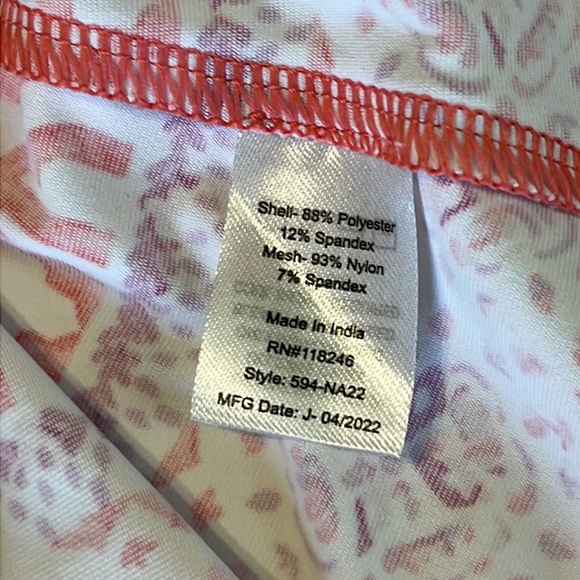 Shell- 88% Polyester
12% Spandex
Mesh- 93% Nylon
7% Spandex
Made In India
RN#118246
Style: 594-NA22
MFG Date: J- 04/2022